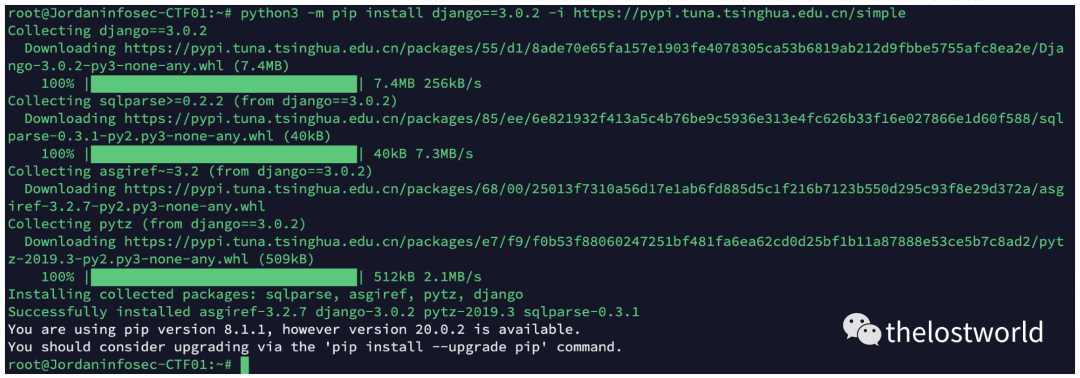 root@Jordaninfosec-CTF01:~# python3 -m pip install django==3.0.2 -i https://pypi.tuna.tsinghua.edu.cn/simple
Collecting django==3.0.2
  Downloading https://pypi.tuna.tsinghua.edu.cn/packages/55/d1/8ade70e65fa157e1903fe4078305ca53b6819ab212d9fbbe5755afc8ea2e/Dja
ngo-3.0.2-py3-none-any.whl (7.4MB)
    100% |████████████████████████████████| 7.4MB 256kB/s
Collecting sqlparse>=0.2.2 (from django==3.0.2)
  Downloading https://pypi.tuna.tsinghua.edu.cn/packages/85/ee/6e821932f413a5c4b76be9c5936e313e4fc626b33f16e027866e1d60f588/sql
parse-0.3.1-py2.py3-none-any.whl (40kB)
    100% |████████████████████████████████| 40kB 7.3MB/s
Collecting asgiref~=3.2 (from django==3.0.2)
  Downloading https://pypi.tuna.tsinghua.edu.cn/packages/68/00/25013f7310a56d17e1ab6fd885d5c1f216b7123b550d295c93f8e29d372a/asg
iref-3.2.7-py2.py3-none-any.whl
Collecting pytz (from django==3.0.2)
  Downloading https://pypi.tuna.tsinghua.edu.cn/packages/e7/f9/f0b53f88060247251bf481fa6ea62cd0d25bf1b11a87888e53ce5b7c8ad2/pyt
z-2019.3-py2.py3-none-any.whl (509kB)
    100% |████████████████████████████████| 512kB 2.1MB/s
Installing collected packages: sqlparse, asgiref, pytz, django
Successfully installed asgiref-3.2.7 django-3.0.2 pytz-2019.3 sqlparse-0.3.1
You are using pip version 8.1.1, however version 20.0.2 is available.
You should consider upgrading via the 'pip install --upgrade pip' command.
root@Jordaninfosec-CTF01:~#
thelostworld